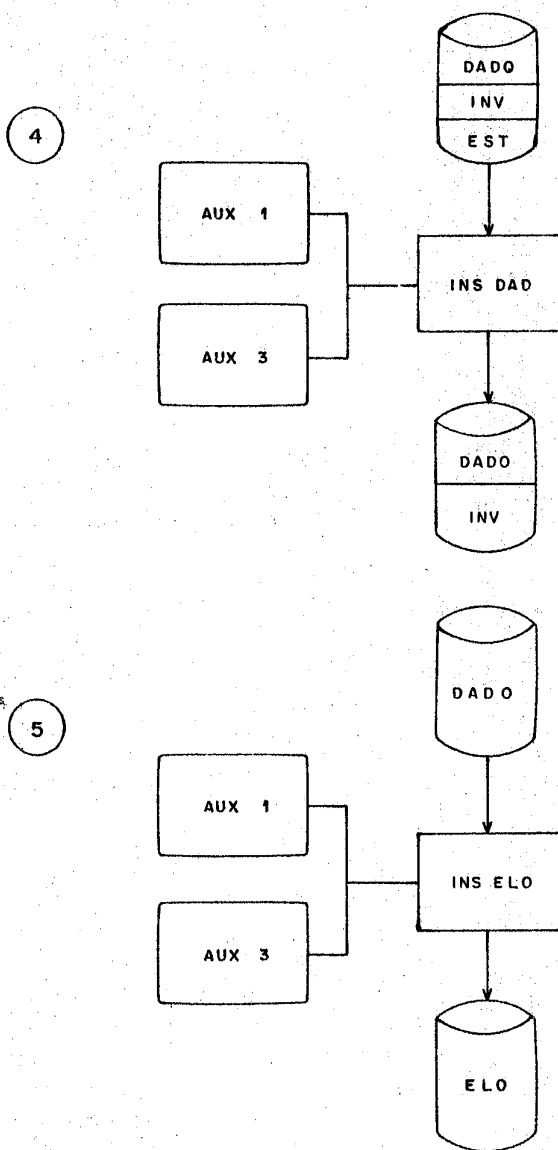 4
DADO
INV
EST
AUX 1
INS DAD
AUX 3
DADO
INV
5
DADO
AUX 1
INS ELO
AUX 3
ELO